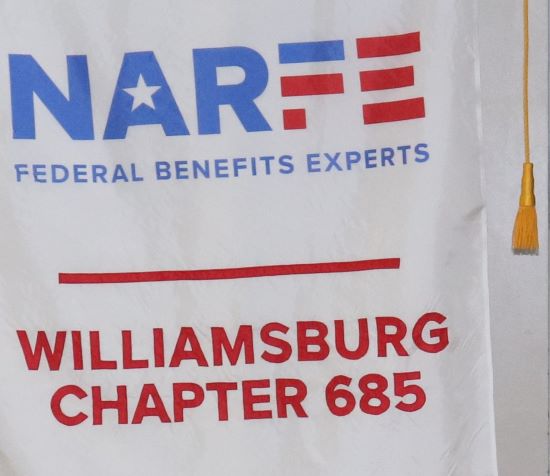 NARFE
FEDERAL BENEFITS EXPERTS
WILLIAMSBURG
CHAPTER 685